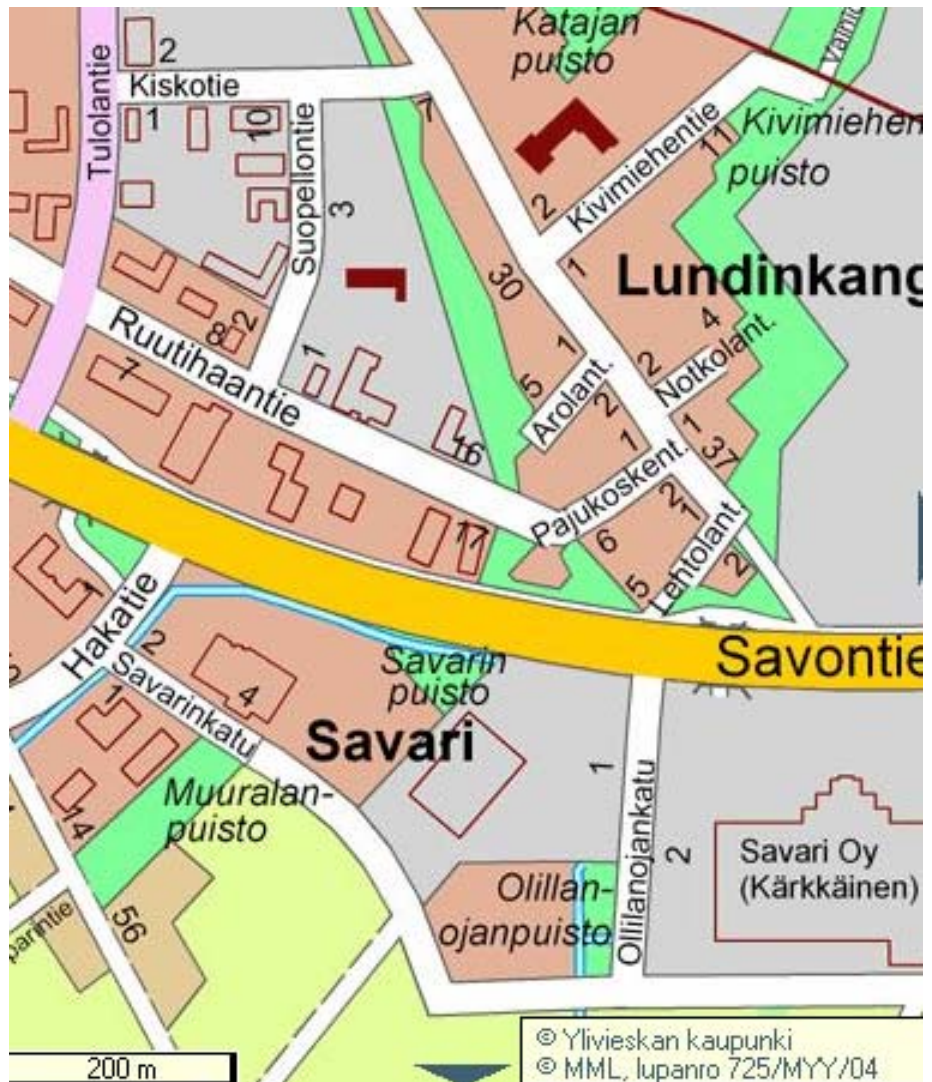 Katajan
puisto
2
Kiskotie
Tulolantie
1
10
7
Suopellontie
3
Kivimiehentie
11
Kivimiehen
puisto
2
1
Lundinkang
30
Ruutihaantie
8
2
1
4
Notkolant.
2
1
5
Arolant.
2
7
1
1
37
16
Pajukoskent.
2
1
6
17
Lehtolant.
2
5
1
Hakatie
2
Savontie
Savarin
puisto
Savarinkatu
4
1
Savari
Muuralan-
puisto
14
1
Ollilanojankatu
2
Savari Oy
(Kärkkäinen)
Olillan-
ojanpuisto
56
parintie
200 m
© Ylivieskan kaupunki
© MML, lupanro 725/MYY/04